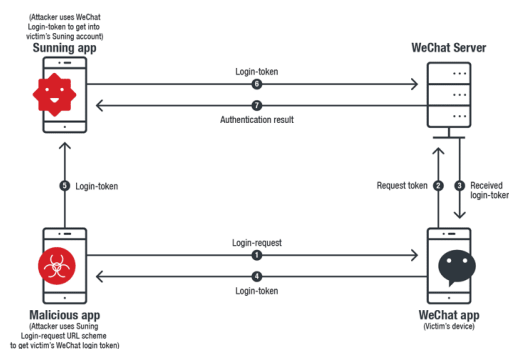 (Attacker uses WeChat
Login-token to get into
victim's Suning account)
Sunning app
WeChat Server
Login-token
6
7
Authentication result
5 Login-token
Request token 2
3 Received
login-token
Login-request
1
4
Login-token
Malicious app
(Attacker uses Suning
Login-request URL scheme
to get victim's WeChat login token)
WeChat app
(Victim's device)